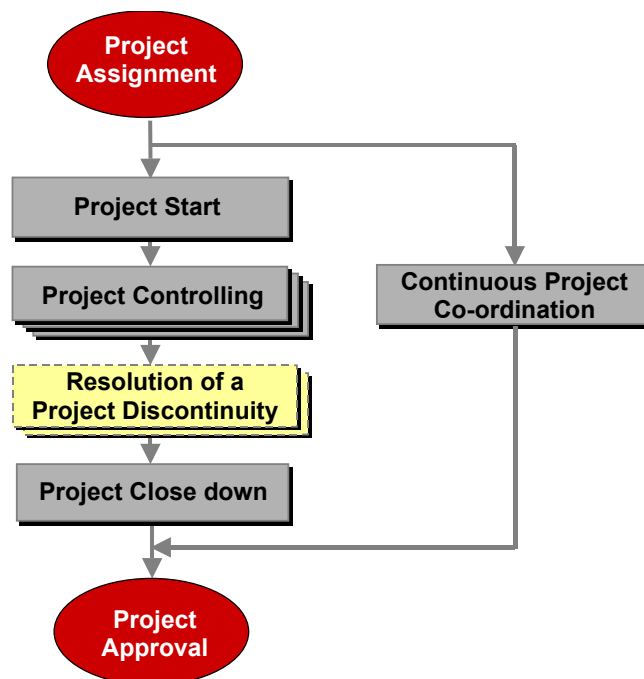 Project
Assignment
Project Start
Project Controlling
Continuous Project
Co-ordination
Resolution of a
Project Discontinuity
Project Close down
Project
Approval